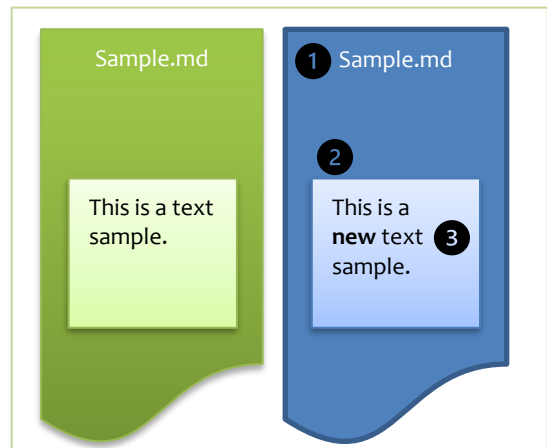 Sample.md
This is a text
sample.
1 Sample.md
2
This is a
new text 3
sample.